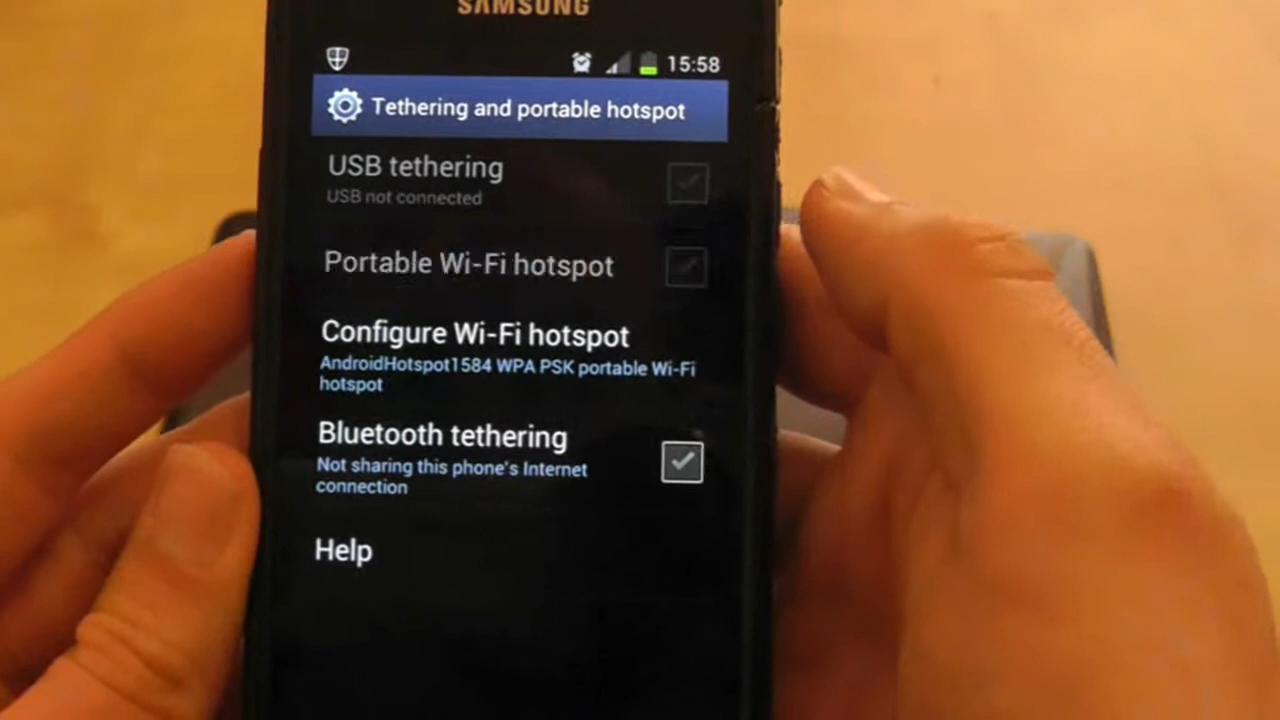 SAMSUNG
15:58
Tethering and portable hotspot
USB tethering
USB not connected
Portable Wi-Fi hotspot
Configure Wi-Fi hotspot
AndroidHotspot1584 WPA PSK portable Wi-Fi
hotspot
Bluetooth tethering
Not sharing this phone's Internet
connection
Help